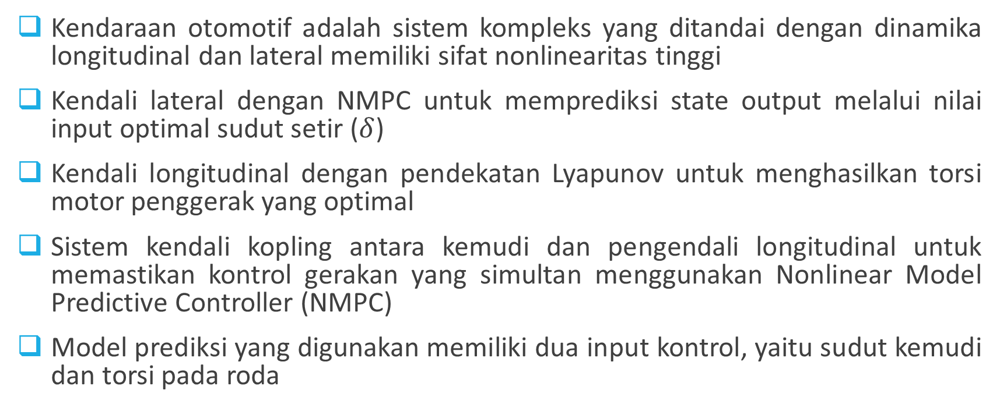 Kendaraan otomotif adalah sistem kompleks yang ditandai dengan dinamika
longitudinal dan lateral memiliki sifat nonlinearitas tinggi
Kendali lateral dengan NMPC untuk memprediksi state output melalui nilai
input optimal sudut setir (δ)
Kendali longitudinal dengan pendekatan Lyapunov untuk menghasilkan torsi
motor penggerak yang optimal
Sistem kendali kopling antara kemudi dan pengendali longitudinal untuk
memastikan kontrol gerakan yang simultan menggunakan Nonlinear Model
Predictive Controller (NMPC)
Model prediksi yang digunakan memiliki dua input kontrol, yaitu sudut kemudi
dan torsi pada roda